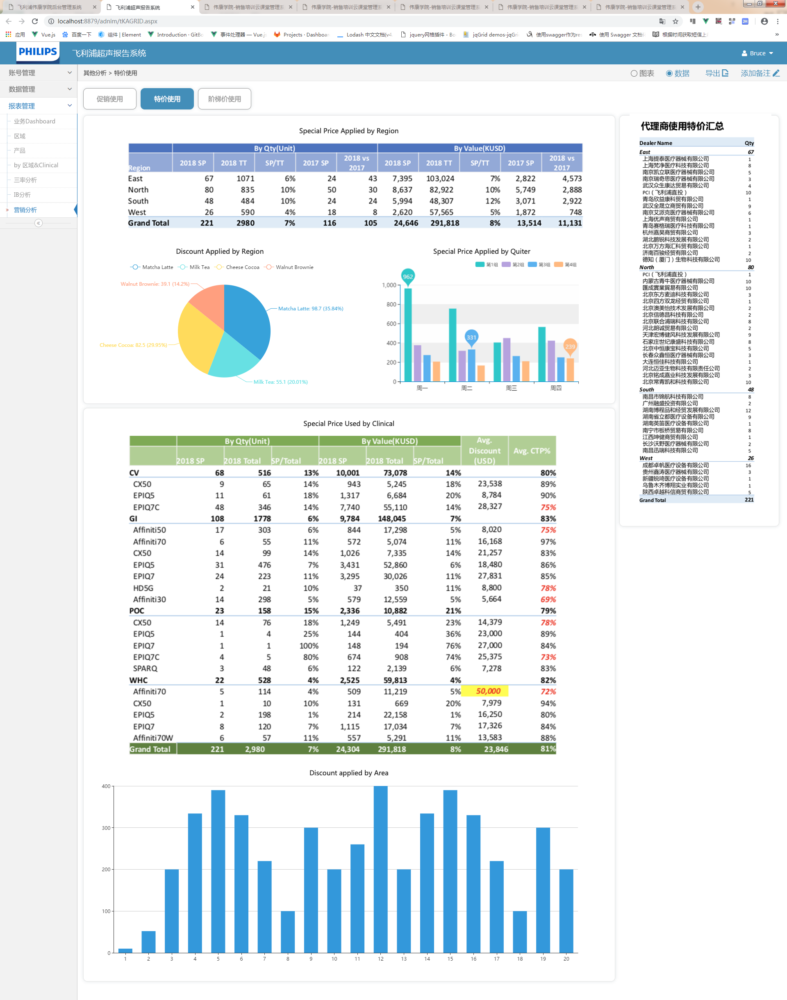 飞利浦伟康学院后台管理系统
飞利浦超声报告系统
伟康学院-销售培训云课堂管理系
伟康学院-销售培训云课堂管理系
伟康学院-销售培训云课堂管理系
伟康学院-销售培训云课堂管理系
伟康学院-销售培训云课堂管理系
localhost:8879/adnim/tKAGRID.aspx
应用 Vue.js 百度一下 组件 | Element Introduction · GitBo 事件处理器 — Vue.js Projects · Dashboar Lodash 中文文档(v4. jquery网格插件 - Bo jqGrid demos-jqGri 使用swagger作为res 使用 Swagger 文档化 根据时间获取短信上 »
PHILIPS 飞利浦超声报告系统 Bruce
账号管理
数据管理
报表管理
业务Dashboard
区域
产品
by 区域&Clinical
三率分析
IB分析
营销分析
其他分析 > 特价使用 图表 数据 导出 添加备注
促销使用 特价使用 阶梯价使用
Special Price Applied by Region
By Qty(Unit) By Value(KUSD)
Region 2018 SP 2018 TT SP/TT 2017 SP 2018 vs 2017 2018 SP 2018 TT SP/TT 2017 SP 2018 vs 2017
East 67 1071 6% 24 43 7,395 103,024 7% 2,822 4,573
North 80 835 10% 50 30 8,637 82,922 10% 5,749 2,888
South 48 484 10% 24 24 5,994 48,307 12% 3,071 2,922
West 26 590 4% 18 8 2,620 57,565 5% 1,872 748
Grand Total 221 2980 7% 116 105 24,646 291,818 8% 13,514 11,131
Discount Applied by Region
Matcha Latte Milk Tea Cheese Cocoa Walnut Brownie
Walnut Brownie: 39.1 (14.2%)
Matcha Latte: 98.7 (35.84%)
Cheese Cocoa: 82.5 (29.95%)
Milk Tea: 55.1 (20.01%)
Special Price Applied by Quiter
第1组 第2组 第3组 第4组
962
331
239
1,000
800
600
400
200
0
周一 周二 周三 周四
Special Price Used by Clinical
By Qty(Unit) By Value(KUSD) Avg. Discount (USD) Avg. CTP%
2018 SP 2018 Total SP/Total 2018 SP 2018 Total SP/Total
CV 68 516 13% 10,001 73,078 14% 80%
CX50 9 65 14% 943 5,245 18% 23,538 89%
EPIQ5 11 61 18% 1,317 6,684 20% 8,784 90%
EPIQ7C 48 346 14% 7,740 55,110 14% 28,327 75%
GI 108 1778 6% 9,784 148,045 7% 83%
Affiniti50 17 303 6% 844 17,298 5% 8,020 75%
Affiniti70 6 55 11% 572 5,074 11% 16,168 97%
CX50 14 99 14% 1,026 7,335 14% 21,257 83%
EPIQ5 31 476 7% 3,431 52,860 6% 18,480 86%
EPIQ7 24 223 11% 3,295 30,026 11% 27,831 85%
HD5G 2 21 10% 37 350 11% 8,800 78%
Affiniti30 14 298 5% 579 12,559 5% 5,664 69%
POC 23 158 15% 2,336 10,882 21% 79%
CX50 14 76 18% 1,249 5,491 23% 14,379 78%
EPIQ5 1 4 25% 144 404 36% 23,000 89%
EPIQ7 1 1 100% 148 194 76% 27,000 84%
EPIQ7C 4 5 80% 674 908 74% 25,375 73%
SPARQ 3 48 6% 122 2,139 6% 7,278 83%
WHC 22 528 4% 2,525 59,813 4% 82%
Affiniti70 5 114 4% 509 11,219 5% 50,000 72%
CX50 1 10 10% 131 669 20% 7,979 94%
EPIQ5 2 198 1% 214 22,158 1% 16,250 80%
EPIQ7 8 120 7% 1,115 17,034 7% 17,326 84%
Affiniti70W 6 57 11% 557 5,291 11% 13,583 88%
Grand Total 221 2,980 7% 24,304 291,818 8% 23,846 81%
Discount applied by Area
400
300
200
100
0
1 2 3 4 5 6 7 8 9 10 11 12 13 14 15 16 17 18 19 20
代理商使用特价汇总
Dealer Name Qty
East 67
上海提泰医疗器械有限公司 1
上海梵净医疗科技有限公司 8
南京凯立联医疗器械有限公司 5
南京瑞奇思医疗器械有限公司 3
武汉众生康达贸易有限公司 4
PCI（飞利浦直投） 10
青岛欣益康科贸有限公司 1
武汉全晟立商贸有限公司 9
南京艾派克医疗器械有限公司 6
上海优声商贸有限公司 1
青岛赛格瑞医疗科技有限公司 1
杭州嘉昊商贸有限公司 3
湖北鹏锐科技发展有限公司 2
北京万方海汇科贸有限公司 1
济南百骏经贸有限公司 2
德知（厦门）生物科技有限公司 10
North 80
PCI（飞利浦直投） 1
内蒙古青牛医疗器械有限公司 10
匯成實業貿易有限公司 10
北京东方麦迪科技有限公司 3
北京四方双龙经贸有限公司 1
北京澳美怡技术发展有限公司 2
北京信德昌科技有限公司 2
北京联合浦瑞科技有限公司 8
河北朗诚贸易有限公司 2
天津宏博健风科技发展有限公司 9
石家庄世纪康盛科技有限公司 8
北京中恒康宝科技有限公司 5
长春众鑫恒医疗器械有限公司 3
大连恒佳科技有限公司 1
河北迈亚生物科技有限责任公司 2
北京铭成嘉业科技发展有限公司 3
北京常青凯和科技有限公司 10
South 48
南昌市锦航科技有限公司 8
广州融盛投资有限公司 2
湖南博程品和经贸发展有限公司 12
湖南省立都医疗设备有限公司 9
湖南英笛医疗设备有限公司 1
南宁市板桥贸易有限公司 8
江西坤健商贸有限公司 1
长沙沃野医疗器械有限公司 2
南昌迅瑞科技有限公司 5
West 26
成都卓帆医疗设备有限公司 16
贵州鑫涛医疗器械有限公司 3
新疆锐琦医疗设备有限公司 1
乌鲁木齐博翔实业有限公司 1
陕西卓越科信商贸有限公司 5
Grand Total 221